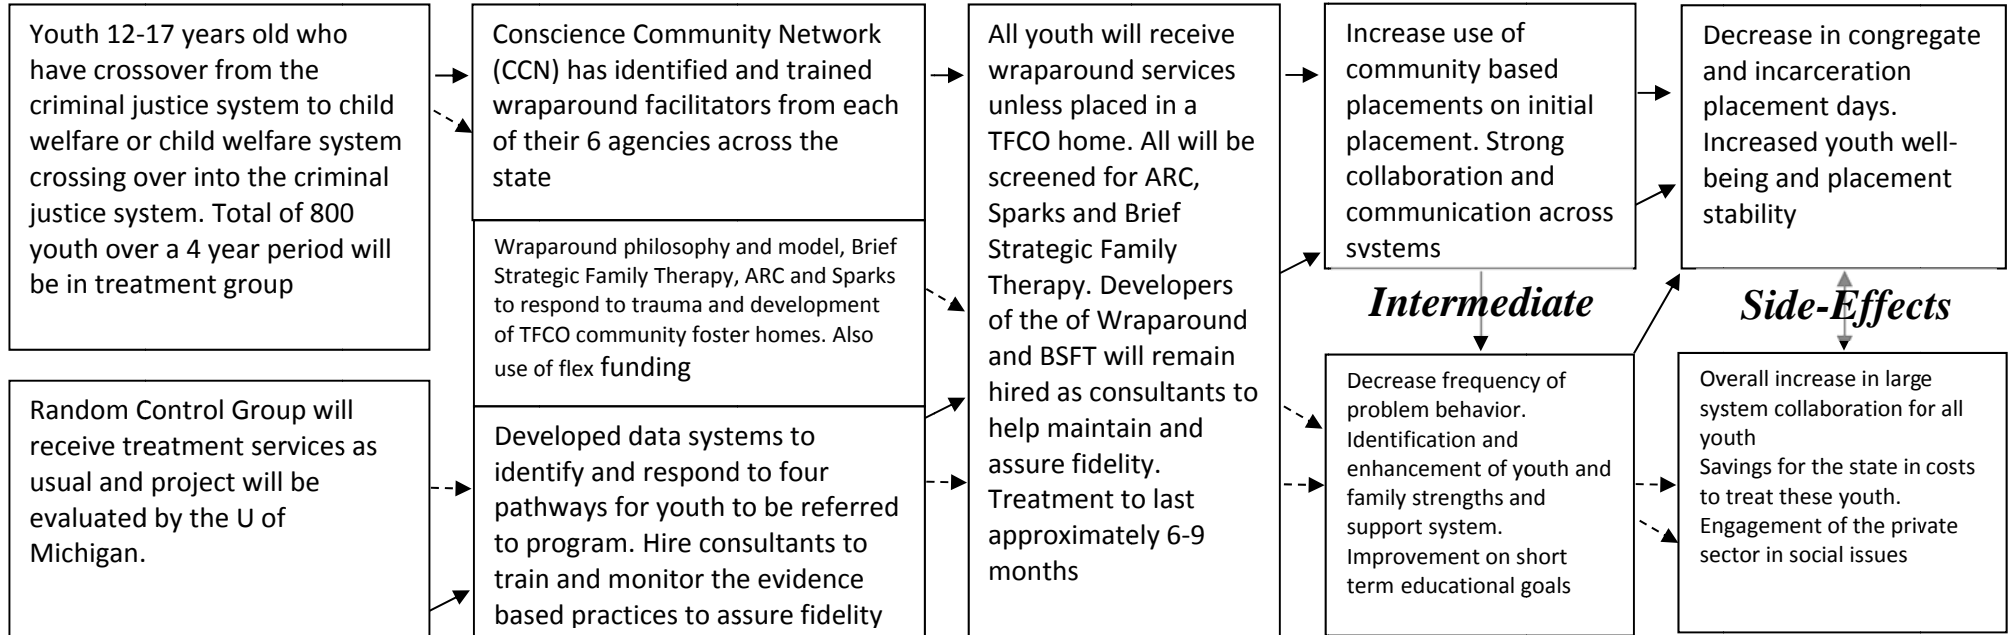 Youth 12-17 years old who
have crossover from the
criminal justice system to child
welfare or child welfare system
crossing over into the criminal
justice system. Total of 800
youth over a 4 year period will
be in treatment group
Random Control Group will
receive treatment services as
usual and project will be
evaluated by the U of
Michigan.
Conscience Community Network
(CCN) has identified and trained
wraparound facilitators from each
of their 6 agencies across the
state
Wraparound philosophy and model, Brief
Strategic Family Therapy, ARC and Sparks
to respond to trauma and development
of TFCO community foster homes. Also
use of flex funding
Developed data systems to
identify and respond to four
pathways for youth to be referred
to program. Hire consultants to
train and monitor the evidence
based practices to assure fidelity
All youth will receive
wraparound services
unless placed in a
TFCO home. All will be
screened for ARC,
Sparks and Brief
Strategic Family
Therapy. Developers
of the of Wraparound
and BSFT will remain
hired as consultants to
help maintain and
assure fidelity.
Treatment to last
approximately 6-9
months
Increase use of
community based
placements on initial
placement. Strong
collaboration and
communication across
systems
Intermediate
Decrease frequency of
problem behavior.
Identification and
enhancement of youth and
family strengths and
support system.
Improvement on short
term educational goals
Decrease in congregate
and incarceration
placement days.
Increased youth well-
being and placement
stability
Side-Effects
Overall increase in large
system collaboration for all
youth
Savings for the state in costs
to treat these youth.
Engagement of the private
sector in social issues